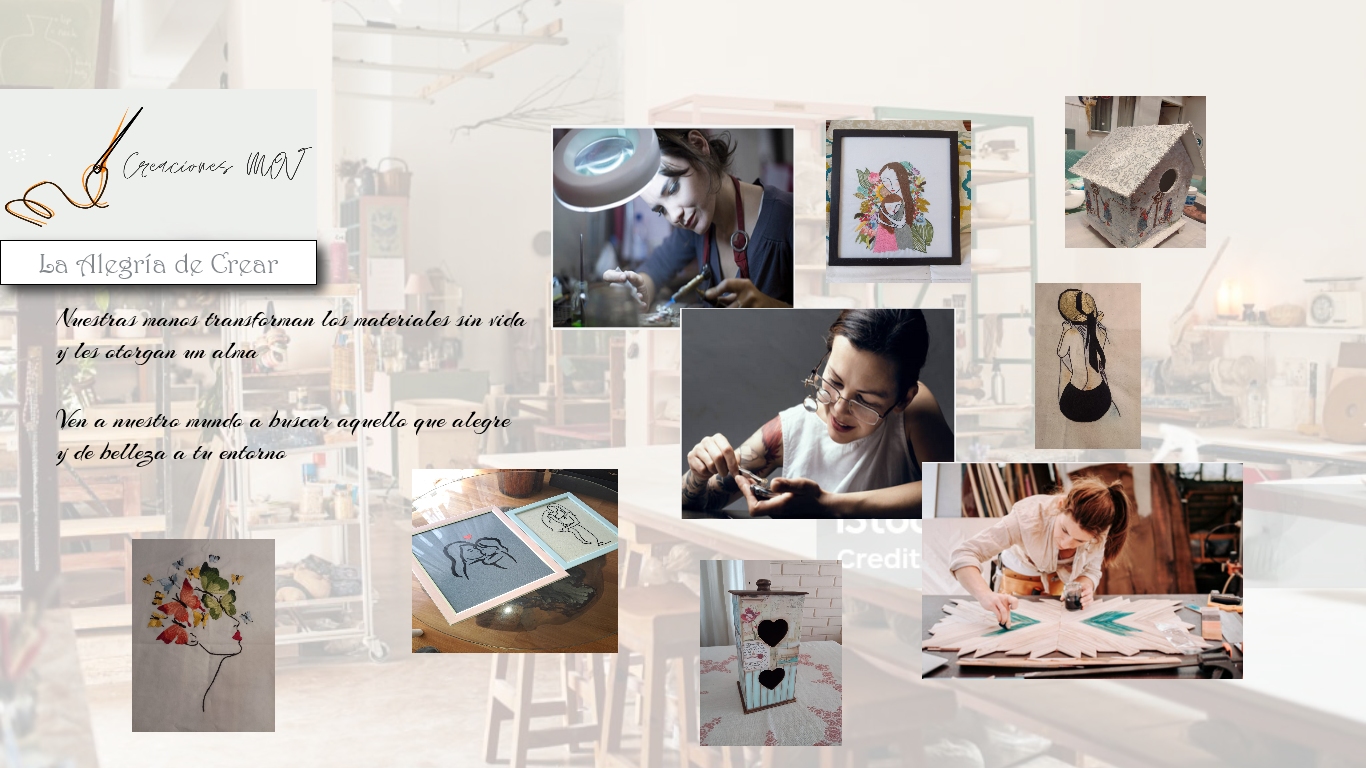 Creaciones MN
La Alegría de Crear
Nuestras manos transforman los materiales sin vida
y les otorgan un alma
Ven a nuestro mundo a buscar aquello que alegre
y de belleza a tu entorno
Credit